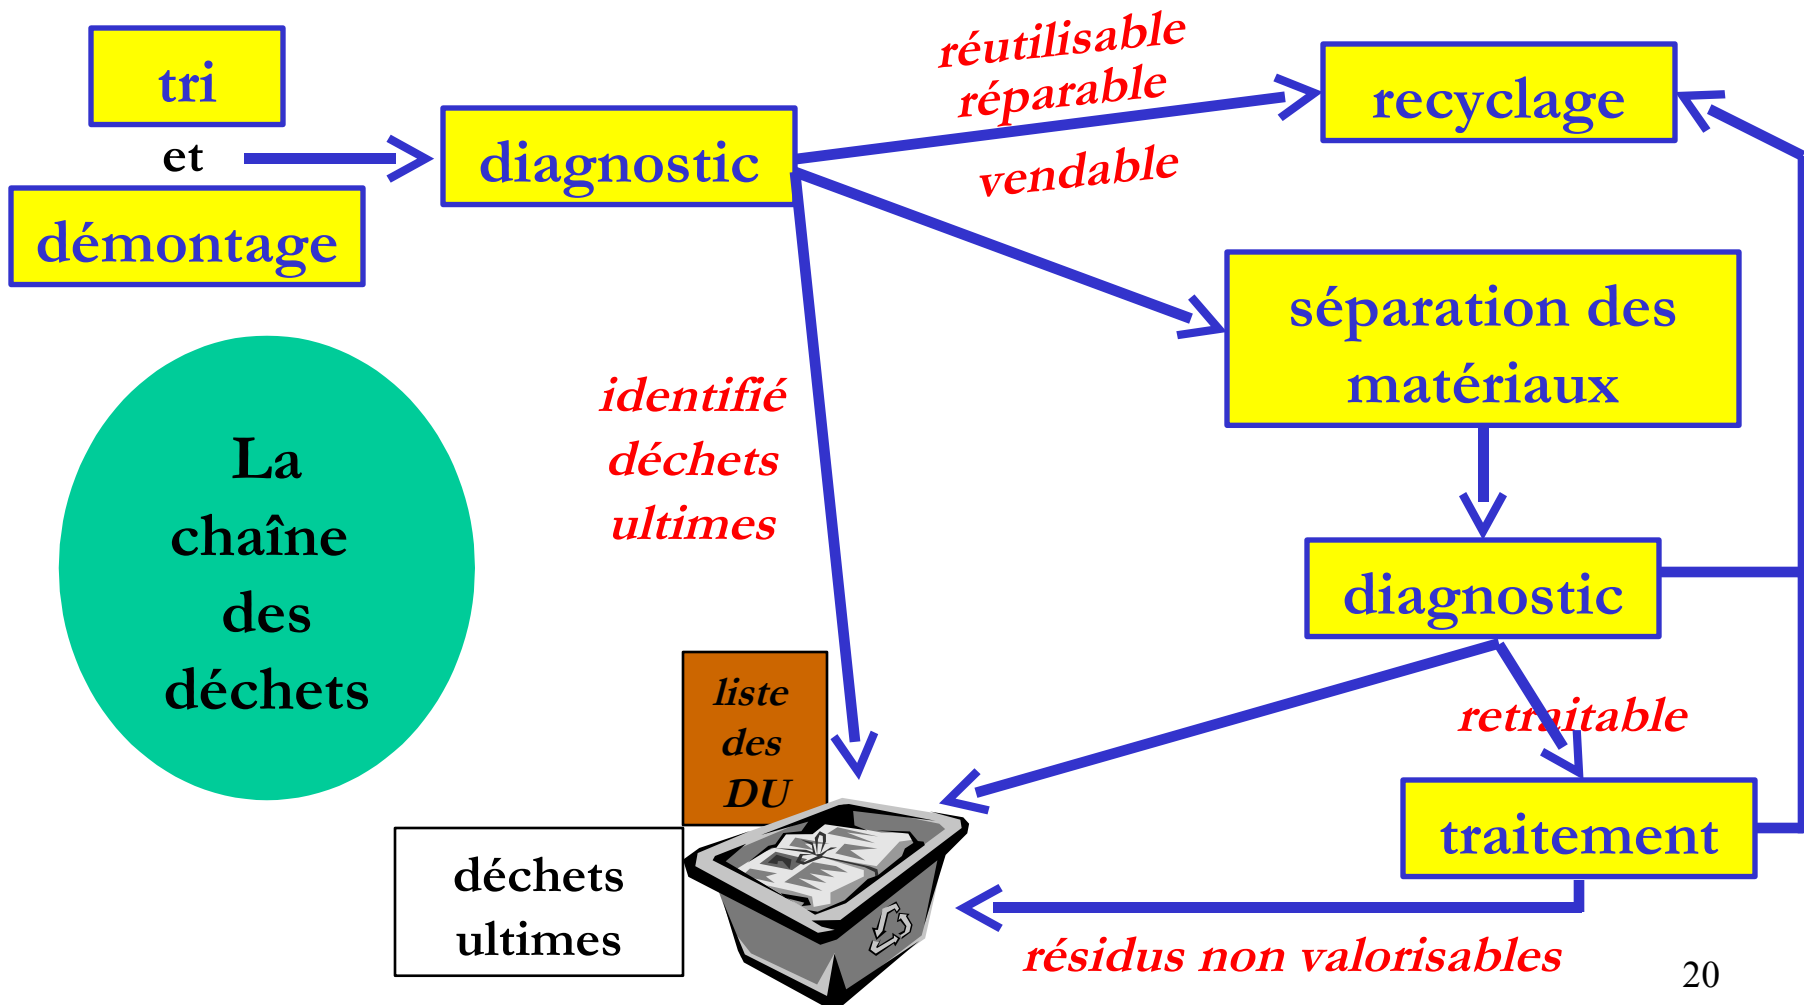 tri
et
démontage
diagnostic
réutilisable
réparable
vendable
recyclage
séparation des
matériaux
identifié
déchets
ultimes
La
chaîne
des
déchets
diagnostic
retraitable
liste
des
DU
traitement
déchets
ultimes
résidus non valorisables
20